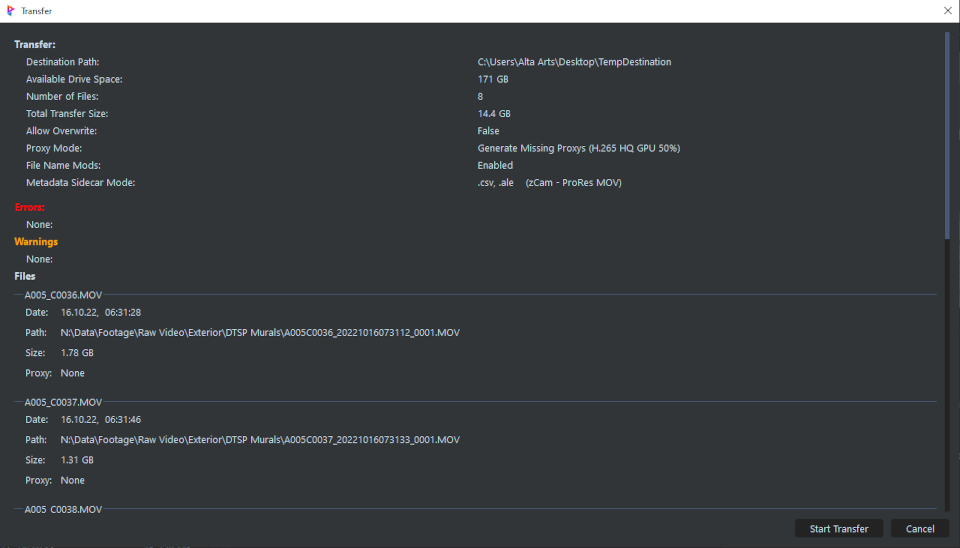 Transfer
Transfer:
Destination Path: C:\Users\Alta Arts\Desktop\TempDestination
Available Drive Space: 171 GB
Number of Files: 8
Total Transfer Size: 14.4 GB
Allow Overwrite: False
Proxy Mode: Generate Missing Proxys (H.265 HQ GPU 50%)
File Name Mods: Enabled
Metadata Sidecar Mode: .csv, .ale (zCam - ProRes MOV)
Errors:
None:
Warnings
None:
Files
A005_C0036.MOV
Date: 16.10.22, 06:31:28
Path: N:\Data\Footage\Raw Video\Exterior\DTSP Murals\A005C0036_20221016073112_0001.MOV
Size: 1.78 GB
Proxy: None
A005_C0037.MOV
Date: 16.10.22, 06:31:46
Path: N:\Data\Footage\Raw Video\Exterior\DTSP Murals\A005C0037_20221016073133_0001.MOV
Size: 1.31 GB
Proxy: None
A005_C0038.MOV
Start Transfer Cancel